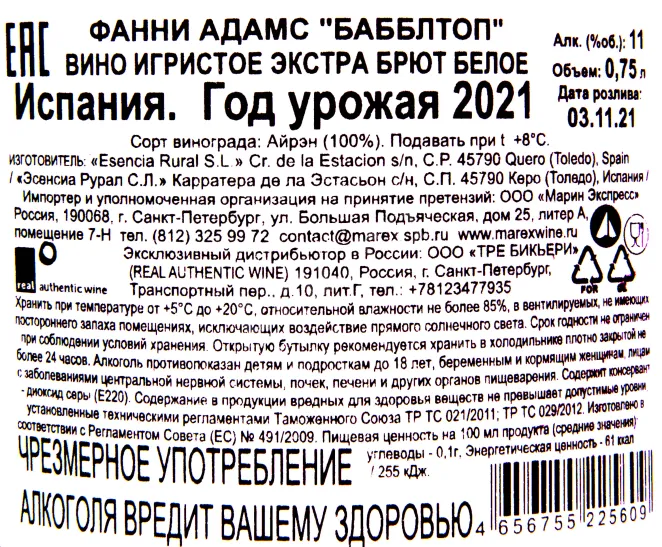 EAC
ФАННИ АДАМС "БАББЛТОП"
ВИНО ИГРИСТОЕ ЭКСТРА БРЮТ БЕЛОЕ
Испания. Год урожая 2021
Алк. (%об.): 11
Объем: 0,75 л
Дата розлива:
03.11.21
Сорт винограда: Айрэн (100%). Подавать при t +8°С.
ИЗГОТОВИТЕЛЬ: «Esencia Rural S.L.» Cr. de la Estacion s/n, C.P. 45790 Quero (Toledo), Spain
/ «Эсенсиа Рурал С.Л.» Карратера де ла Эстасьон с/н, С.П. 45790 Керо (Толедо), Испания /
Импортер и уполномоченная организация на принятие претензий: ООО «Марин Экспресс»
Россия, 190068, г. Санкт-Петербург, ул. Большая Подъяческая, дом 25, литер А,
помещение 7-Н тел. (812) 325 99 72 contact@marex.spb.ru www.marexwine.ru
Эксклюзивный дистрибьютор в России: ООО «ТРЕ БИКЬЕРИ»
(REAL AUTHENTIC WINE) 191040, Россия, г. Санкт-Петербург,
Транспортный пер., д.10, лит.Г, тел.: +78123477935
real authentic wine
Хранить при температуре от +5°С до +20°С, относительной влажности не более 85%, в вентилируемых, не имеющих
постороннего запаха помещениях, исключающих воздействие прямого солнечного света. Срок годности не ограничен
при соблюдении условий хранения. Открытую бутылку рекомендуется хранить в холодильнике плотно закрытой не
более 24 часов. Алкоголь противопоказан детям и подросткам до 18 лет, беременным и кормящим женщинам, лицам
с заболеваниями центральной нервной системы, почек, печени и других органов пищеварения. Содержит консервант
- диоксид серы (Е220). Содержание в продукции вредных для здоровья веществ не превышает допустимые уровни,
установленные техническими регламентами Таможенного Союза ТР ТС 021/2011; ТР ТС 029/2012. Изготовлено в
соответствии с Регламентом Совета (ЕС) № 491/2009. Пищевая ценность на 100 мл продукта (средние значения):
углеводы - 0,1г. Энергетическая ценность - 61 ккал
/ 255 кДж.
ЧРЕЗМЕРНОЕ УПОТРЕБЛЕНИЕ
АЛКОГОЛЯ ВРЕДИТ ВАШЕМУ ЗДОРОВЬЮ
4 656755 225609